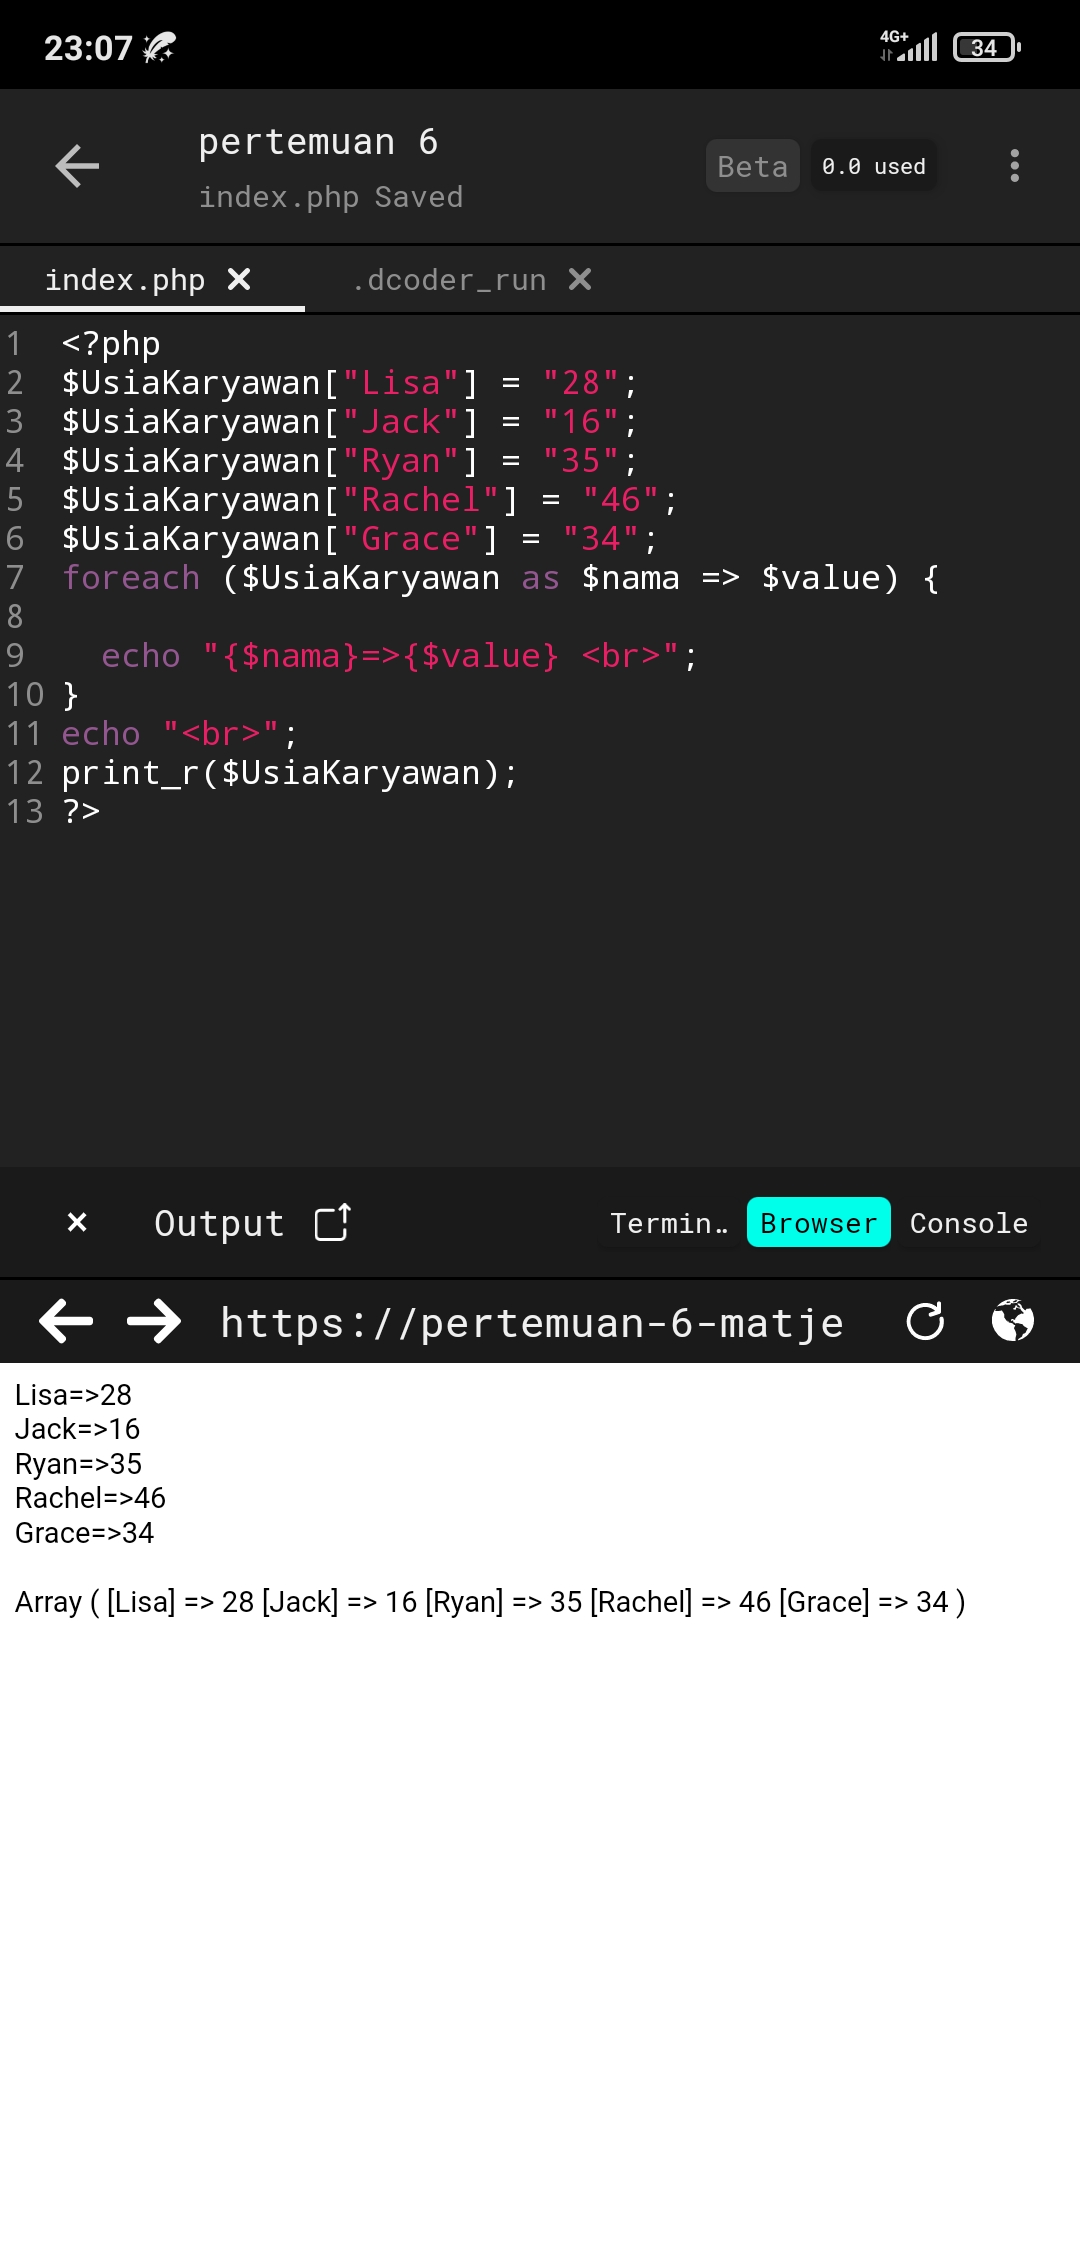 23:07
4G+
34
pertemuan 6
index.php Saved
Beta
0.0 used
index.php
.dcoder_run
1 <?php
2 $UsiaKaryawan["Lisa"] = "28";
3 $UsiaKaryawan["Jack"] = "16";
4 $UsiaKaryawan["Ryan"] = "35";
5 $UsiaKaryawan["Rachel"] = "46";
6 $UsiaKaryawan["Grace"] = "34";
7 foreach ($UsiaKaryawan as $nama => $value) {
8
9   echo "{$nama}=>{$value} <br>";
10 }
11 echo "<br>";
12 print_r($UsiaKaryawan);
13 ?>
Output
Termin…
Browser
Console
https://pertemuan-6-matje
Lisa=>28
Jack=>16
Ryan=>35
Rachel=>46
Grace=>34
Array ( [Lisa] => 28 [Jack] => 16 [Ryan] => 35 [Rachel] => 46 [Grace] => 34 )